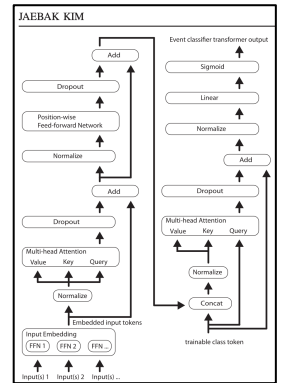 JAEBAK KIM
Add
Dropout
Position-wise
Feed-forward Network
Normalize
Add
Dropout
Multi-head Attention
Value Key Query
Normalize
Embedded input tokens
Input Embedding
FFN 1 FFN 2 FFN ...
Input(s) 1 Input(s) 2 Input(s) ...
Event classifier transformer output
Sigmoid
Linear
Normalize
Add
Dropout
Multi-head Attention
Value Key Query
Normalize
Concat
trainable class token